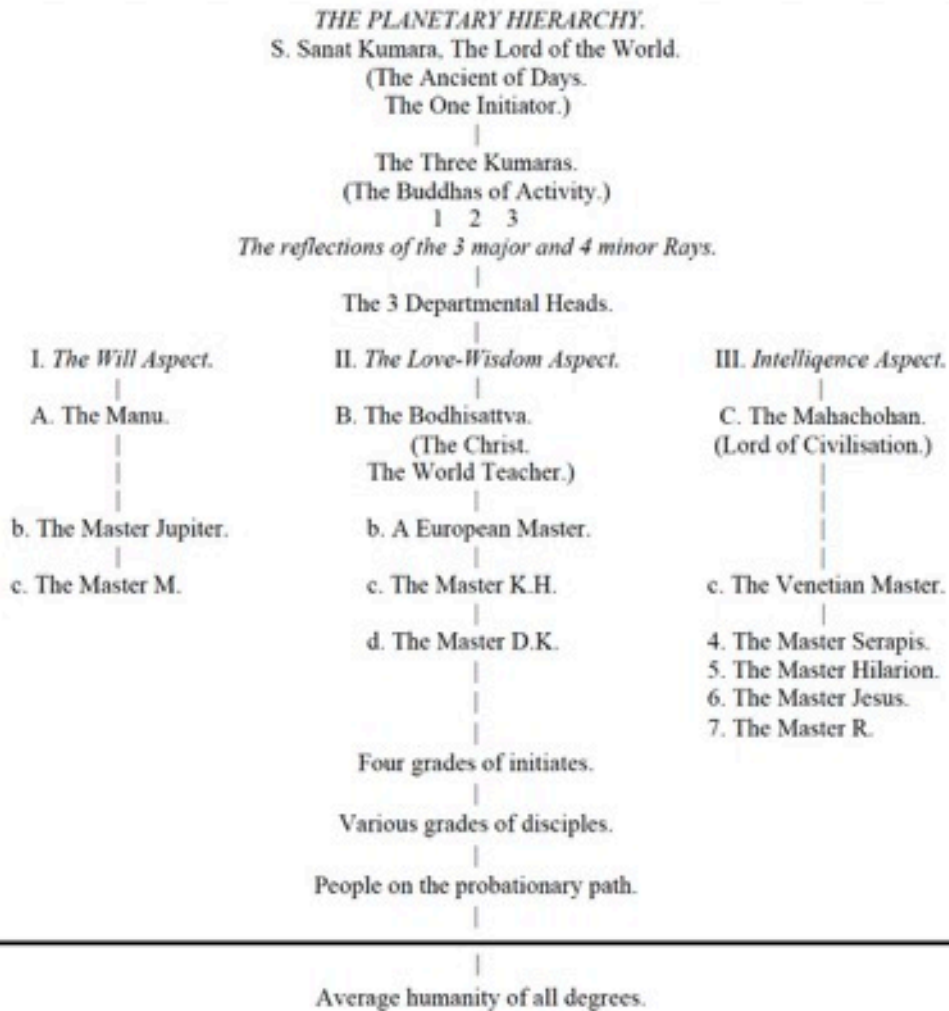 THE PLANETARY HIERARCHY.
S. Sanat Kumara, The Lord of the World.
(The Ancient of Days.
The One Initiator.)
The Three Kumaras.
(The Buddhas of Activity.)
1 2 3
The reflections of the 3 major and 4 minor Rays.
The 3 Departmental Heads.
I. The Will Aspect. II. The Love-Wisdom Aspect. III. Intelligence Aspect.
A. The Manu. B. The Bodhisattva. C. The Mahachohan.
(The Christ. (Lord of Civilisation.)
The World Teacher.)
b. The Master Jupiter. b. A European Master.
c. The Master M. c. The Master K.H. c. The Venetian Master.
d. The Master D.K. 4. The Master Serapis.
5. The Master Hilarion.
6. The Master Jesus.
7. The Master R.
Four grades of initiates.
Various grades of disciples.
People on the probationary path.
Average humanity of all degrees.